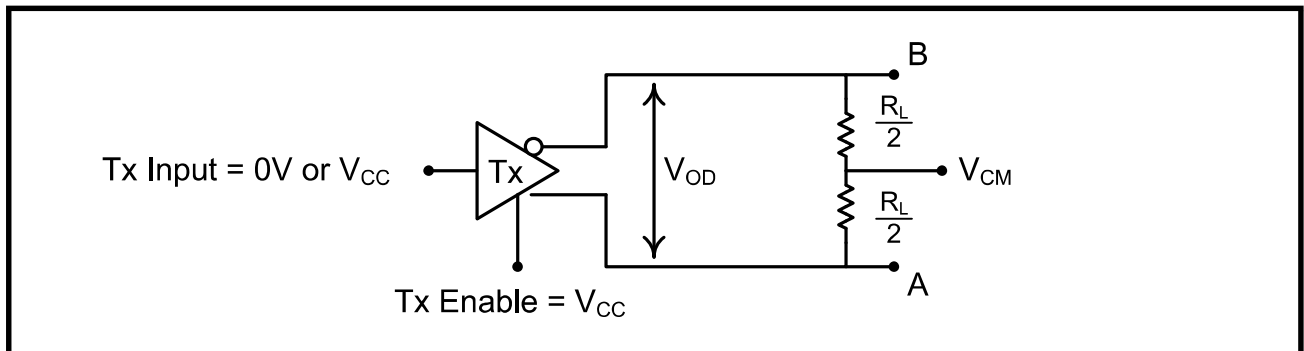 B
R_L
2
Tx Input = 0V or V_CC
Tx
V_OD
V_CM
R_L
2
A
Tx Enable = V_CC